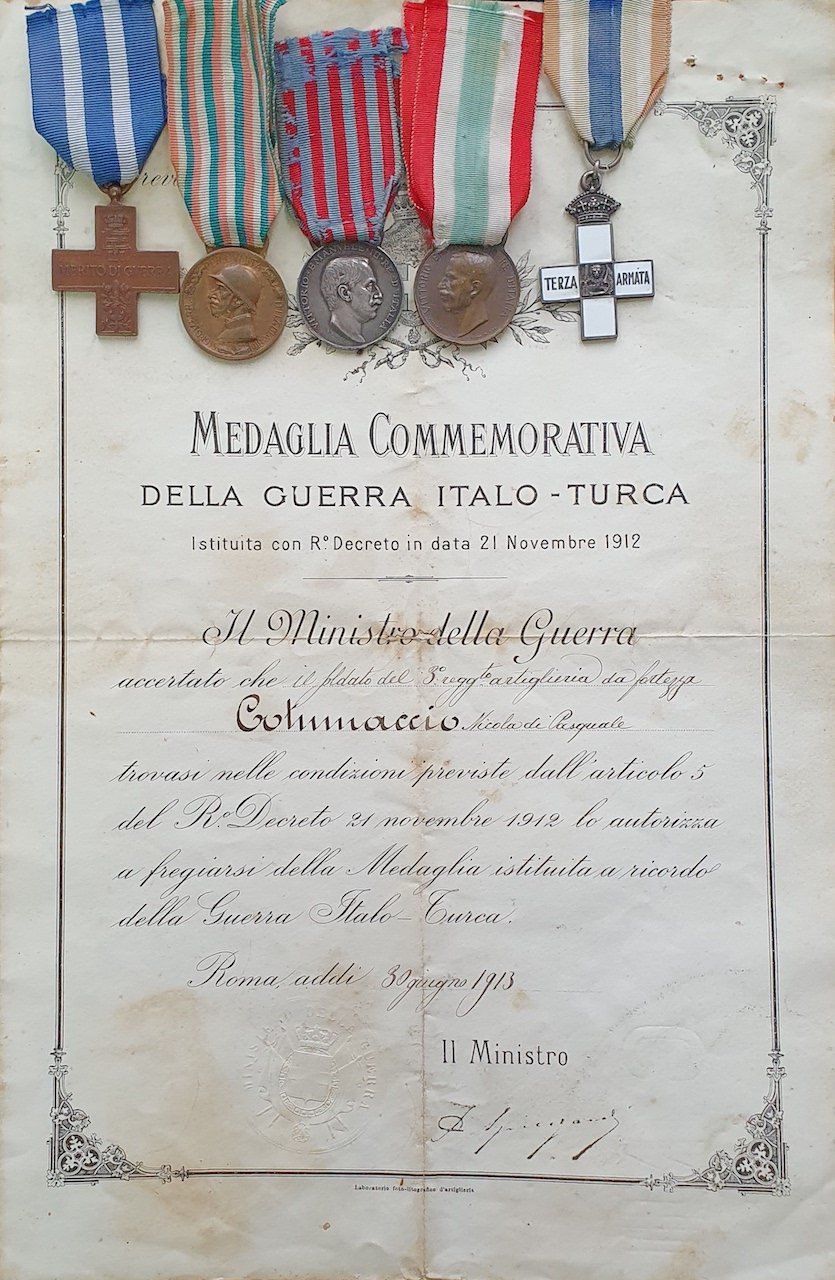 MERITO DI GUERRA
TERZA ARMATA
MEDAGLIA COMMEMORATIVA
DELLA GUERRA ITALO-TURCA
Istituita con R.º Decreto in data 21 Novembre 1912
Il Ministro della Guerra
accertato che il soldato del 3º reggto artiglieria da fortezza
Cotumaccio Nicola di Pasquale
trovasi nelle condizioni previste dall'articolo 5
del R.º Decreto 21 novembre 1912 lo autorizza
a fregiarsi della Medaglia istituita a ricordo
della Guerra Italo-Turca.
Roma, addì 30 giugno 1913
Il Ministro
Laboratorio foto-litografico d'artiglieria